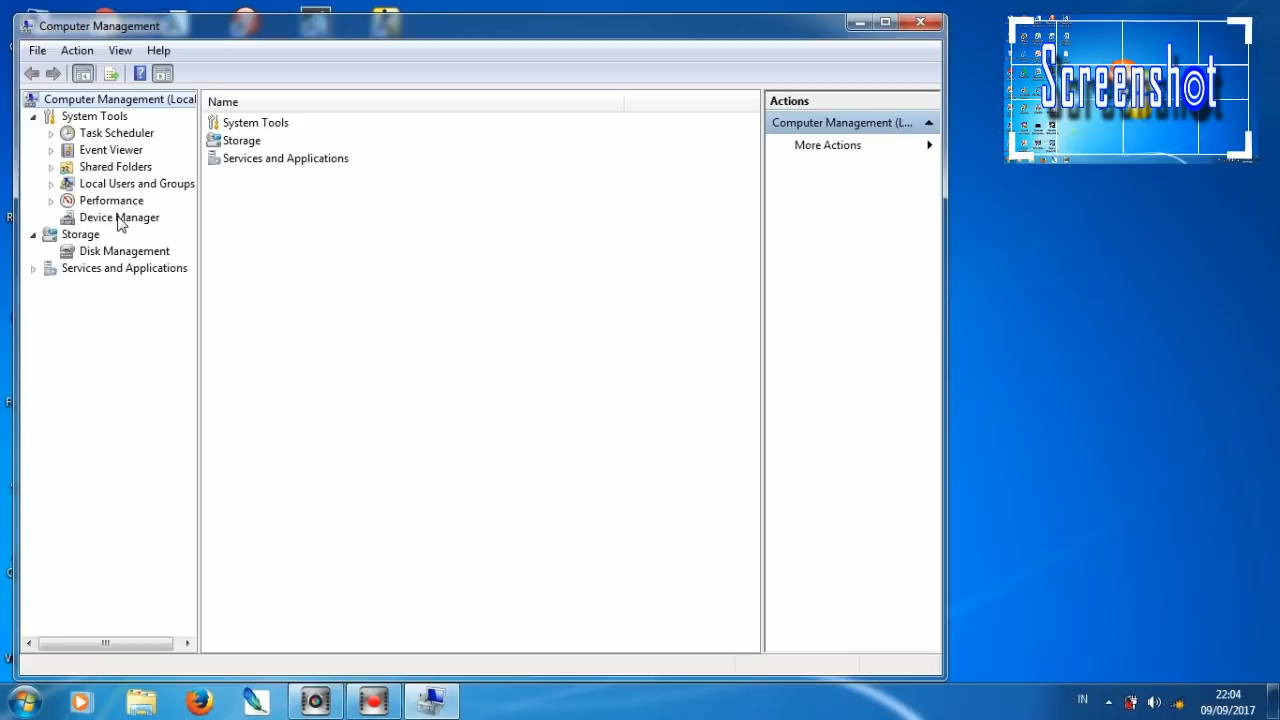 Computer Management
File Action View Help
Computer Management (Local
System Tools
Task Scheduler
Event Viewer
Shared Folders
Local Users and Groups
Performance
Device Manager
Storage
Disk Management
Services and Applications
Name
System Tools
Storage
Services and Applications
Actions
Computer Management (L...
More Actions
Screenshot
IN
22:04
09/09/2017